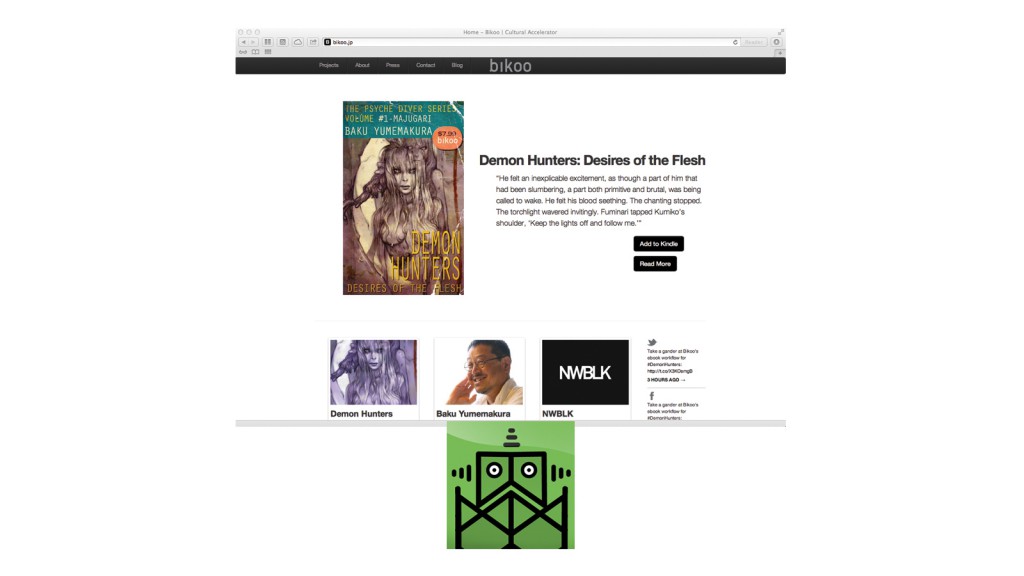 Home – Bikoo | Cultural Accelerator
bikoo.jp
Reader
Projects About Press Contact Blog bikoo
THE PSYCHE DIVER SERIES
VOLUME #1-MAJUGARI
BAKU YUMEMAKURA
$7.99
bikoo
DEMON
HUNTERS
DESIRES OF THE FLESH
Demon Hunters: Desires of the Flesh
“He felt an inexplicable excitement, as though a part of him that
had been slumbering, a part both primitive and brutal, was being
called to wake. He felt his blood seething. The chanting stopped.
The torchlight wavered invitingly. Fuminari tapped Kumiko’s
shoulder, ‘Keep the lights off and follow me.’”
Add to Kindle
Read More
Demon Hunters
Baku Yumemakura
NWBLK
NWBLK
Take a gander at Bikoo's
ebook workflow for
#DemonHunters:
3 HOURS AGO →
Take a gander at Bikoo's
ebook workflow for
#DemonHunters: